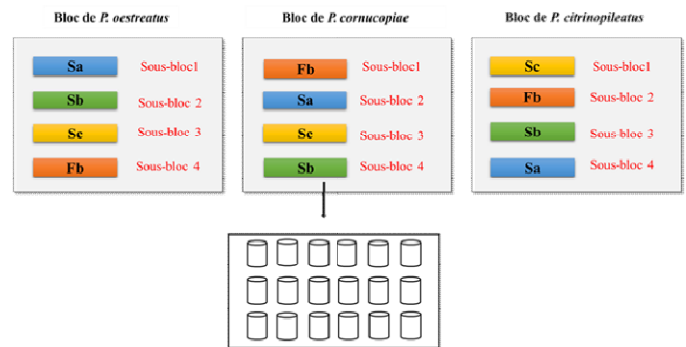 Bloc de P. oestreatus
Bloc de P. cornucopiae
Bloc de P. citrinopileatus
Sa Sous-bloc1
Sb Sous-bloc 2
Sc Sous-bloc 3
Fb Sous-bloc 4
Fb Sous-bloc1
Sa Sous-bloc 2
Sc Sous-bloc 3
Sb Sous-bloc 4
Sc Sous-bloc1
Fb Sous-bloc 2
Sb Sous-bloc 3
Sa Sous-bloc 4